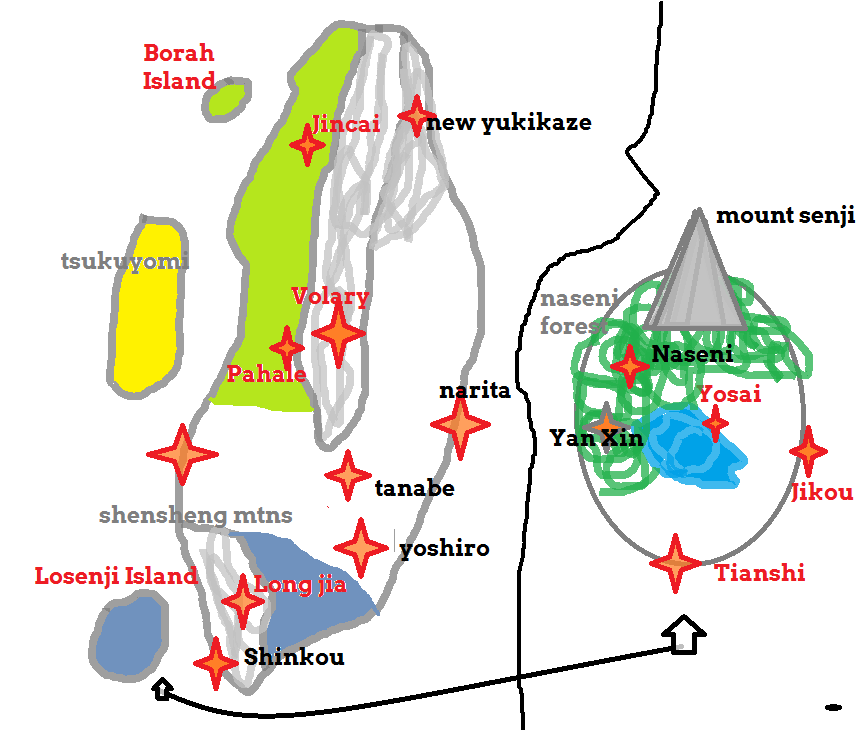 Borah
Island
Jincai
new yukikaze
mount senji
tsukuyomi
Volary
naseni
forest
Naseni
Pahale
narita
Yosai
Yan Xin
tanabe
Jikou
shensheng mtns
yoshiro
Losenji Island
Long jia
Tianshi
Shinkou